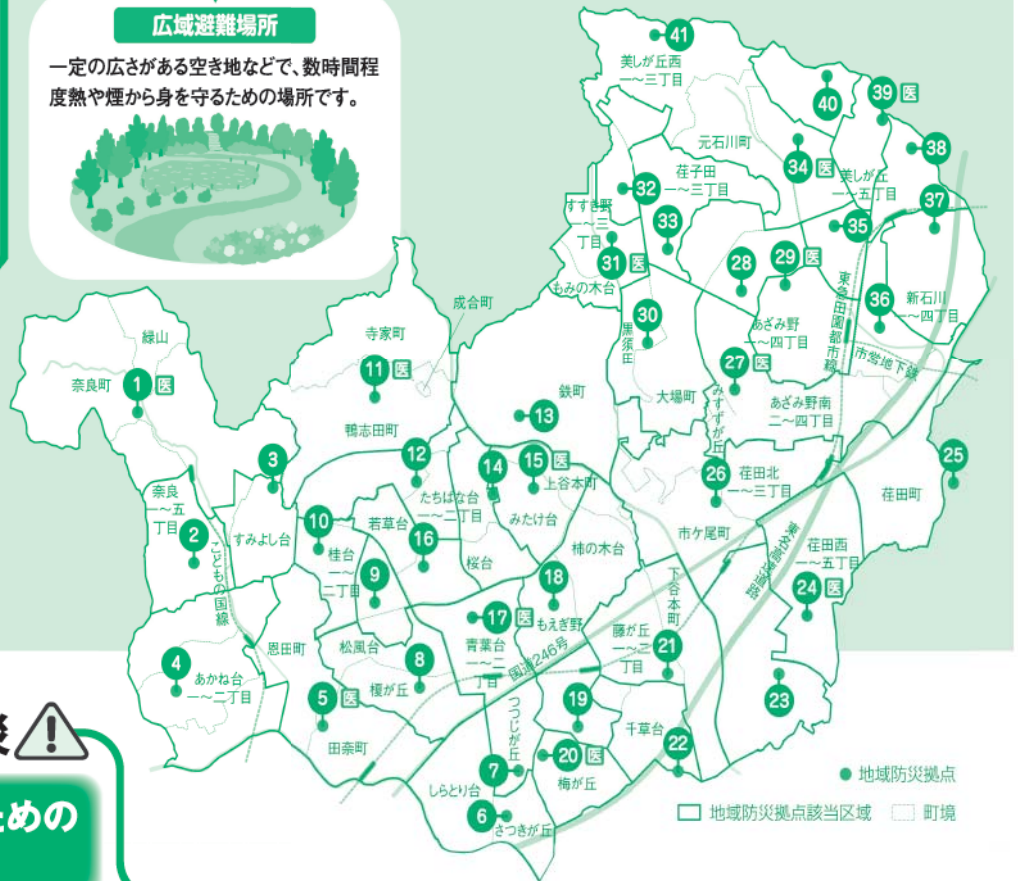 広域避難場所
一定の広さがある空き地などで、数時間程
度熱や煙から身を守るための場所です。
41
美しが丘西
一〜三丁目
40
39 医
元石川町
34 医
38
美しが丘
一〜五丁目
荏子田
一〜三丁目
32
すすき野
一〜三
丁目
33
37
35
31 医
28
29 医
もみの木台
36
新石川
一〜四丁目
30
黒須田
あざみ野
一〜四丁目
東急田園都市線
市営地下鉄
27 医
みすずが丘
大場町
あざみ野南
二〜四丁目
成合町
寺家町
緑山
奈良町
1 医
11 医
鉄町
13
鴨志田町
3
12
14
15 医
上谷本町
26
荏田北
一〜三丁目
25
荏田町
奈良
一〜五
丁目
2
すみよし台
10
若草台
たちばな台
一〜二丁目
みたけ台
市ケ尾町
桂台
一〜
二丁目
16
桜台
柿の木台
荏田西
一〜五丁目
東名高速道路
こどもの国線
9
18
下谷本町
24 医
17 医
もえぎ野
恩田町
松風台
8
青葉台
一〜二
丁目
国道246号
藤が丘
一〜二
丁目
21
4
あかね台
一〜二丁目
榎が丘
5 医
23
19
つつじが丘
千草台
22
田奈町
7
20 医
梅が丘
しらとり台
6
さつきが丘
地域防災拠点
地域防災拠点該当区域
町境
災
ための